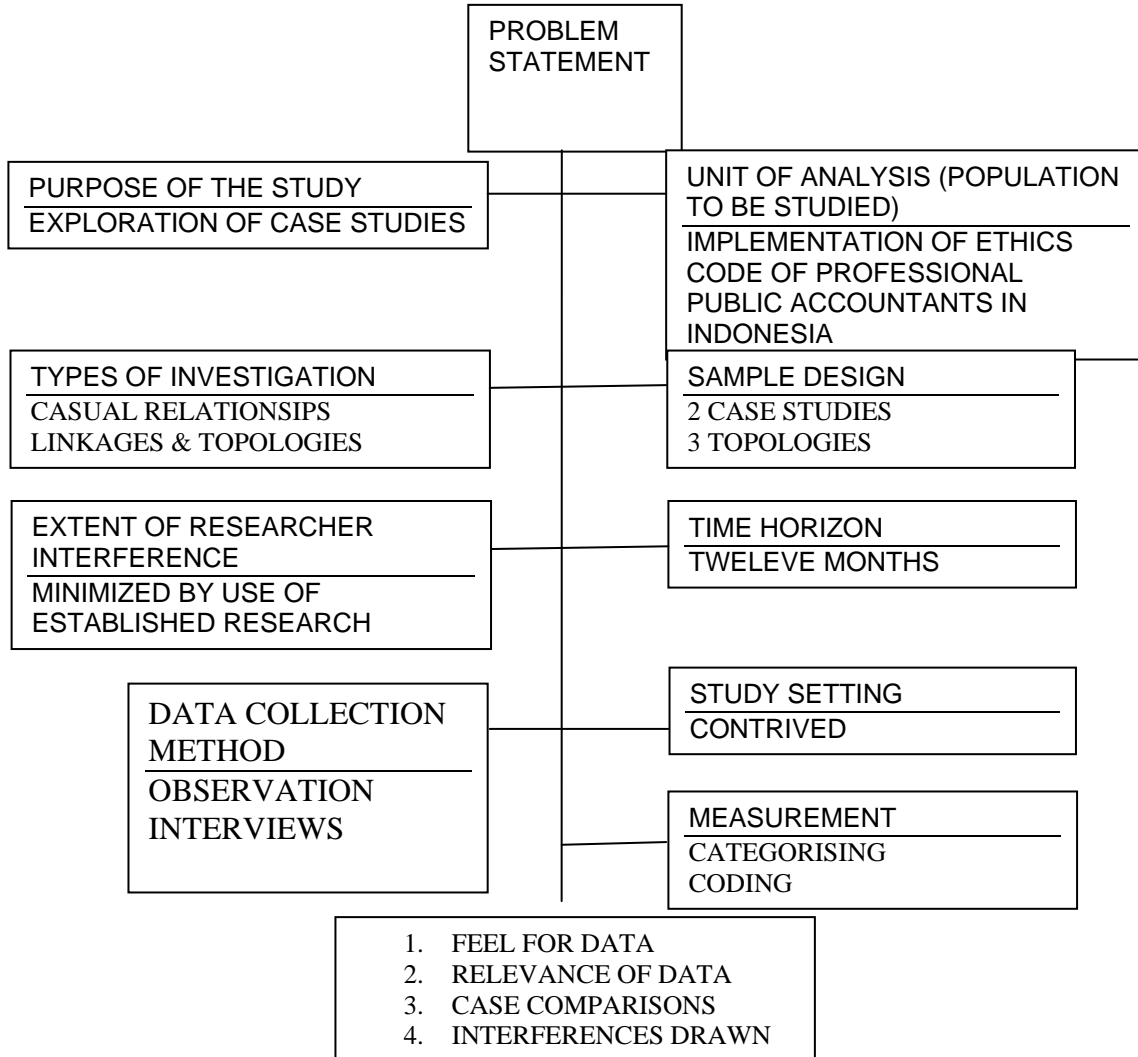 PROBLEM
STATEMENT
PURPOSE OF THE STUDY
EXPLORATION OF CASE STUDIES
UNIT OF ANALYSIS (POPULATION
TO BE STUDIED)
IMPLEMENTATION OF ETHICS
CODE OF PROFESSIONAL
PUBLIC ACCOUNTANTS IN
INDONESIA
TYPES OF INVESTIGATION
CASUAL RELATIONSIPS
LINKAGES & TOPOLOGIES
SAMPLE DESIGN
2 CASE STUDIES
3 TOPOLOGIES
EXTENT OF RESEARCHER
INTERFERENCE
MINIMIZED BY USE OF
ESTABLISHED RESEARCH
TIME HORIZON
TWELEVE MONTHS
DATA COLLECTION
METHOD
OBSERVATION
INTERVIEWS
STUDY SETTING
CONTRIVED
MEASUREMENT
CATEGORISING
CODING
1. FEEL FOR DATA
2. RELEVANCE OF DATA
3. CASE COMPARISONS
4. INTERFERENCES DRAWN